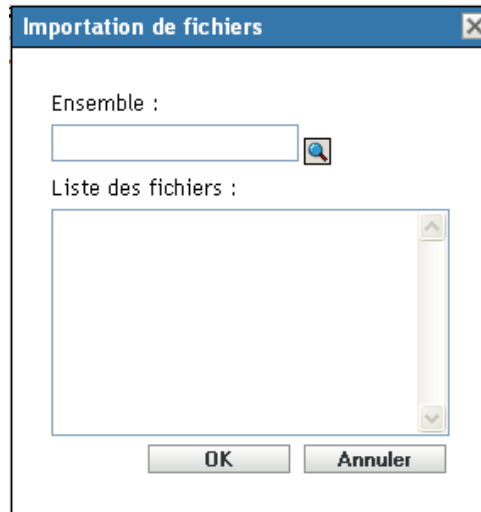 Importation de fichiers
Ensemble :
Liste des fichiers :
OK
Annuler